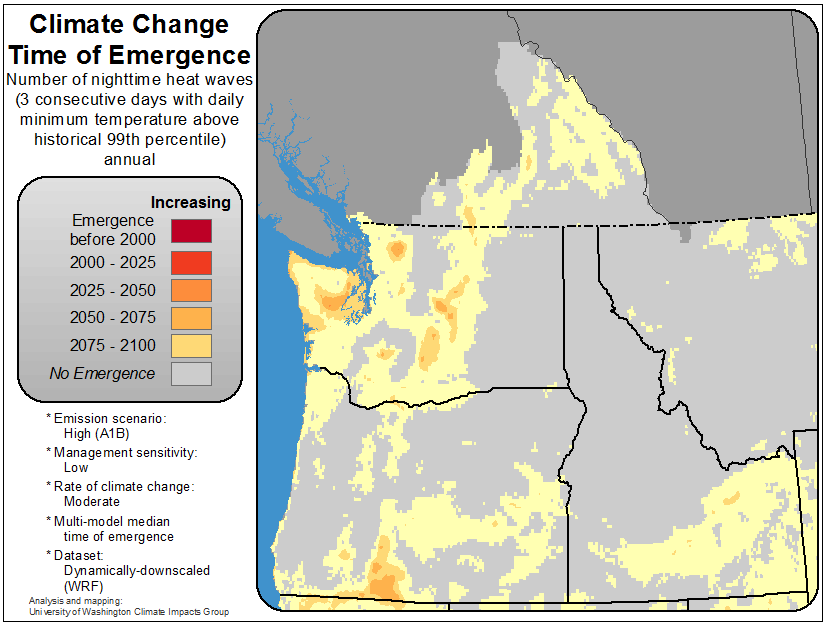 Climate Change
Time of Emergence
Number of nighttime heat waves
(3 consecutive days with daily
minimum temperature above
historical 99th percentile)
annual
Increasing
Emergence
before 2000
2000 - 2025
2025 - 2050
2050 - 2075
2075 - 2100
No Emergence
* Emission scenario:
High (A1B)
* Management sensitivity:
Low
* Rate of climate change:
Moderate
* Multi-model median
time of emergence
* Dataset:
Dynamically-downscaled
(WRF)
Analysis and mapping:
University of Washington Climate Impacts Group